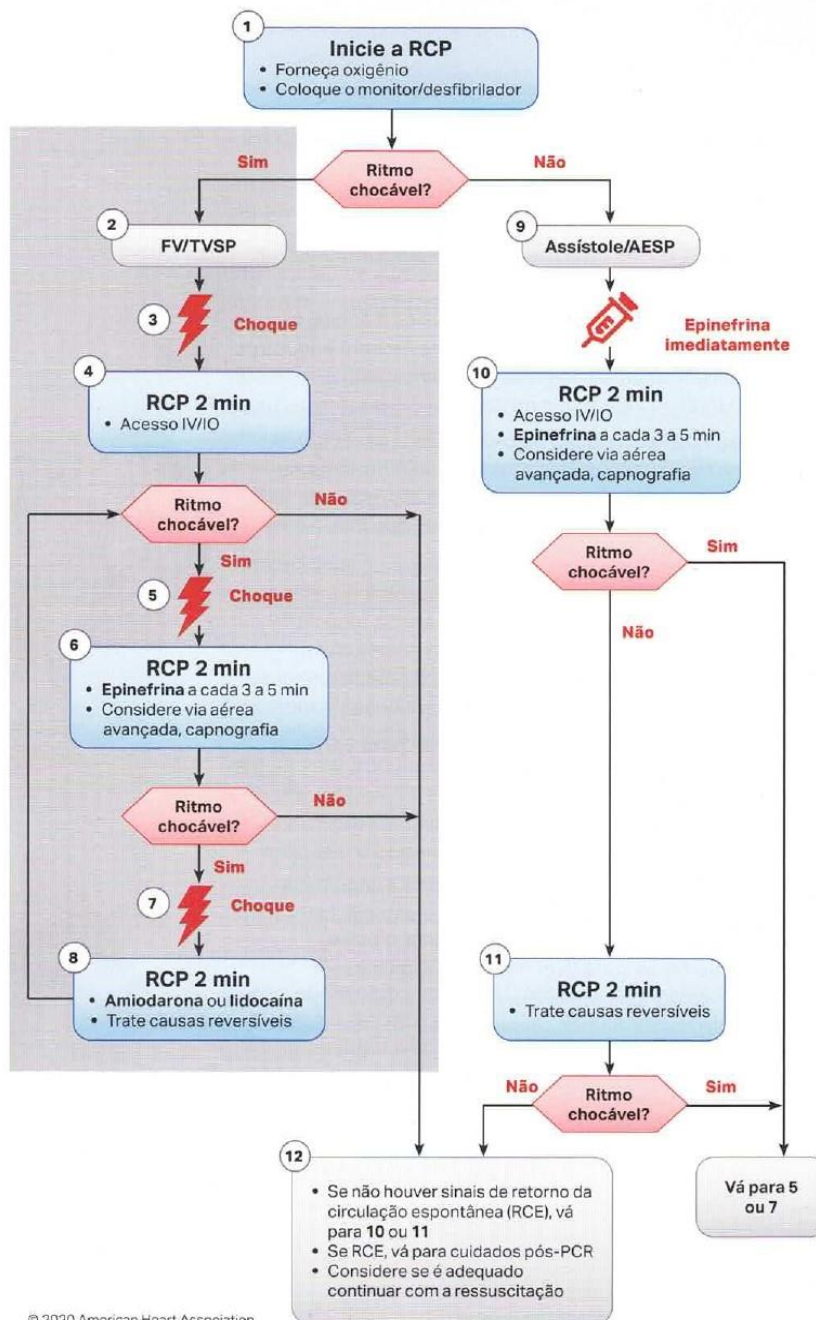 1
Inicie a RCP
• Forneça oxigênio
• Coloque o monitor/desfibrilador
Sim
Ritmo
chocável?
Não
2
FV/TVSP
3
Choque
4
RCP 2 min
• Acesso IV/IO
Ritmo
chocável?
Não
Sim
5
Choque
6
RCP 2 min
• Epinefrina a cada 3 a 5 min
• Considere via aérea
avançada, capnografia
Ritmo
chocável?
Não
Sim
7
Choque
8
RCP 2 min
• Amiodarona ou lidocaína
• Trate causas reversíveis
9
Assístole/AESP
Epinefrina
imediatamente
10
RCP 2 min
• Acesso IV/IO
• Epinefrina a cada 3 a 5 min
• Considere via aérea
avançada, capnografia
Ritmo
chocável?
Sim
Não
11
RCP 2 min
• Trate causas reversíveis
Não
Ritmo
chocável?
Sim
12
• Se não houver sinais de retorno da
circulação espontânea (RCE), vá
para 10 ou 11
• Se RCE, vá para cuidados pós-PCR
• Considere se é adequado
continuar com a ressuscitação
Vá para 5
ou 7
© 2020 American Heart Association